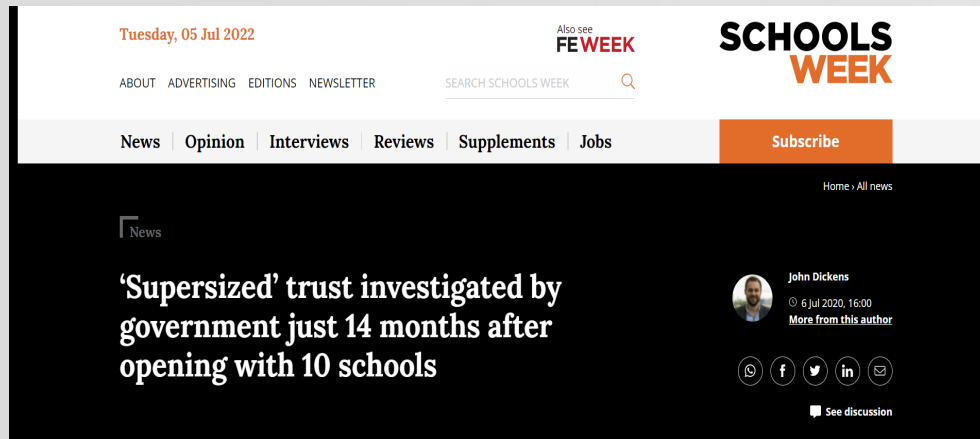 Tuesday, 05 Jul 2022
Also see
FE WEEK
SCHOOLS
WEEK
ABOUT ADVERTISING EDITIONS NEWSLETTER
SEARCH SCHOOLS WEEK
News Opinion Interviews Reviews Supplements Jobs
Subscribe
Home › All news
News
‘Supersized’ trust investigated by
government just 14 months after
opening with 10 schools
John Dickens
6 Jul 2020, 16:00
More from this author
See discussion